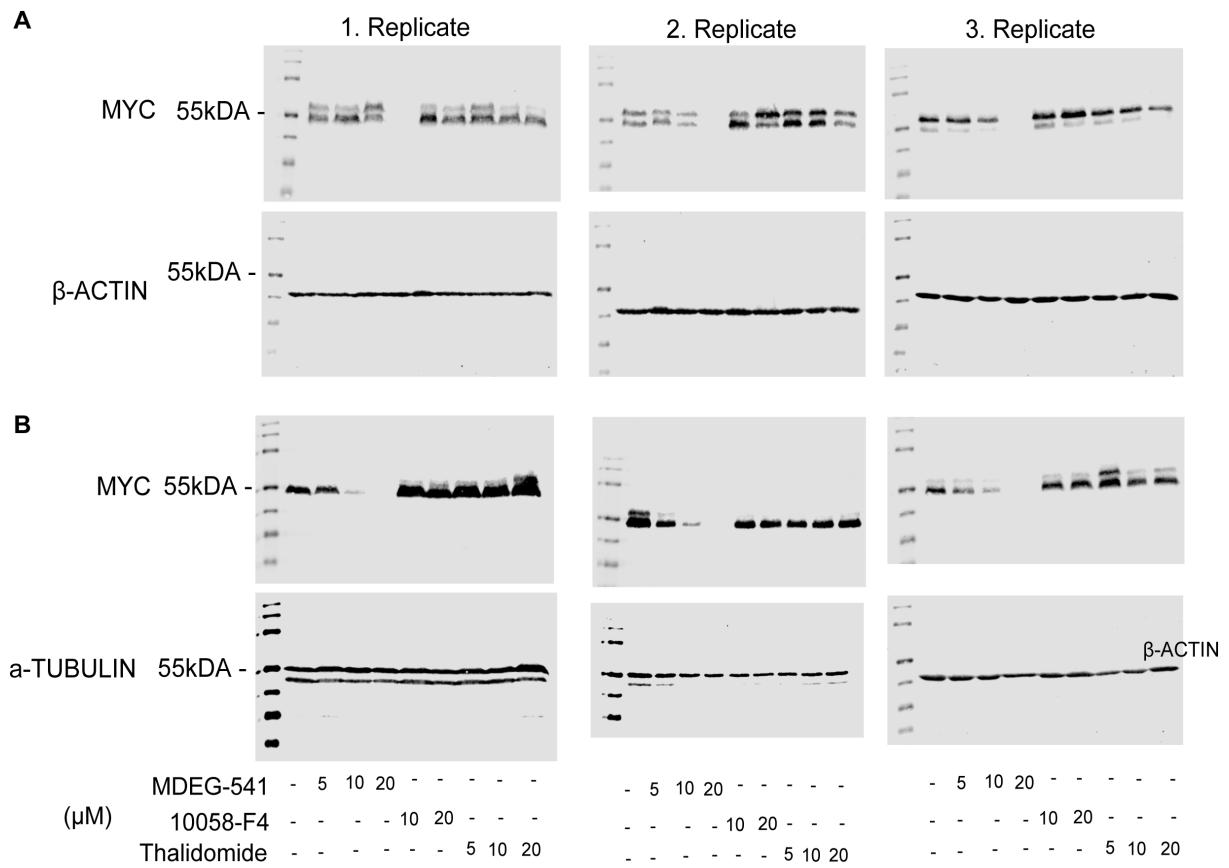 A
1. Replicate
2. Replicate
3. Replicate
MYC 55kDA -
55kDA -
β-ACTIN
B
MYC 55kDA -
a-TUBULIN 55kDA -
β-ACTIN
MDEG-541 - 5 10 20 - - - - - - 5 10 20 - - - - - - 5 10 20 - - - - -
(µM)
10058-F4 - - - - 10 20 - - - - - - - 10 20 - - - - - - - 10 20 - - -
Thalidomide - - - - - - 5 10 20 - - - - - - 5 10 20 - - - - - - 5 10 20